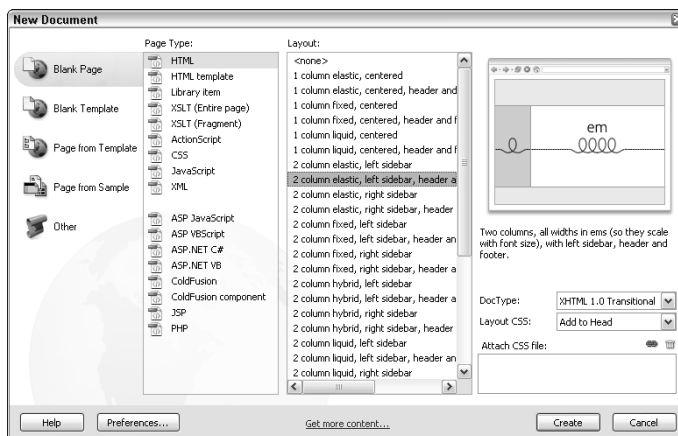 New Document
Blank Page
Blank Template
Page from Template
Page from Sample
Other
Page Type:
HTML
HTML template
Library item
XSLT (Entire page)
XSLT (Fragment)
ActionScript
CSS
JavaScript
XML
ASP JavaScript
ASP VBScript
ASP.NET C#
ASP.NET VB
ColdFusion
ColdFusion component
JSP
PHP
Layout:
<none>
1 column elastic, centered
1 column elastic, centered, header and
1 column fixed, centered
1 column fixed, centered, header and f
1 column liquid, centered
1 column liquid, centered, header and f
2 column elastic, left sidebar
2 column elastic, left sidebar, header a
2 column elastic, right sidebar
2 column elastic, right sidebar, header
2 column fixed, left sidebar
2 column fixed, left sidebar, header an
2 column fixed, right sidebar
2 column fixed, right sidebar, header a
2 column hybrid, left sidebar
2 column hybrid, left sidebar, header a
2 column hybrid, right sidebar
2 column hybrid, right sidebar, header
2 column liquid, left sidebar
2 column liquid, left sidebar, header an
2 column liquid, right sidebar
em
Two columns, all widths in ems (so they scale
with font size), with left sidebar, header and
footer.
DocType: XHTML 1.0 Transitional
Layout CSS: Add to Head
Attach CSS file:
Help Preferences... Get more content... Create Cancel